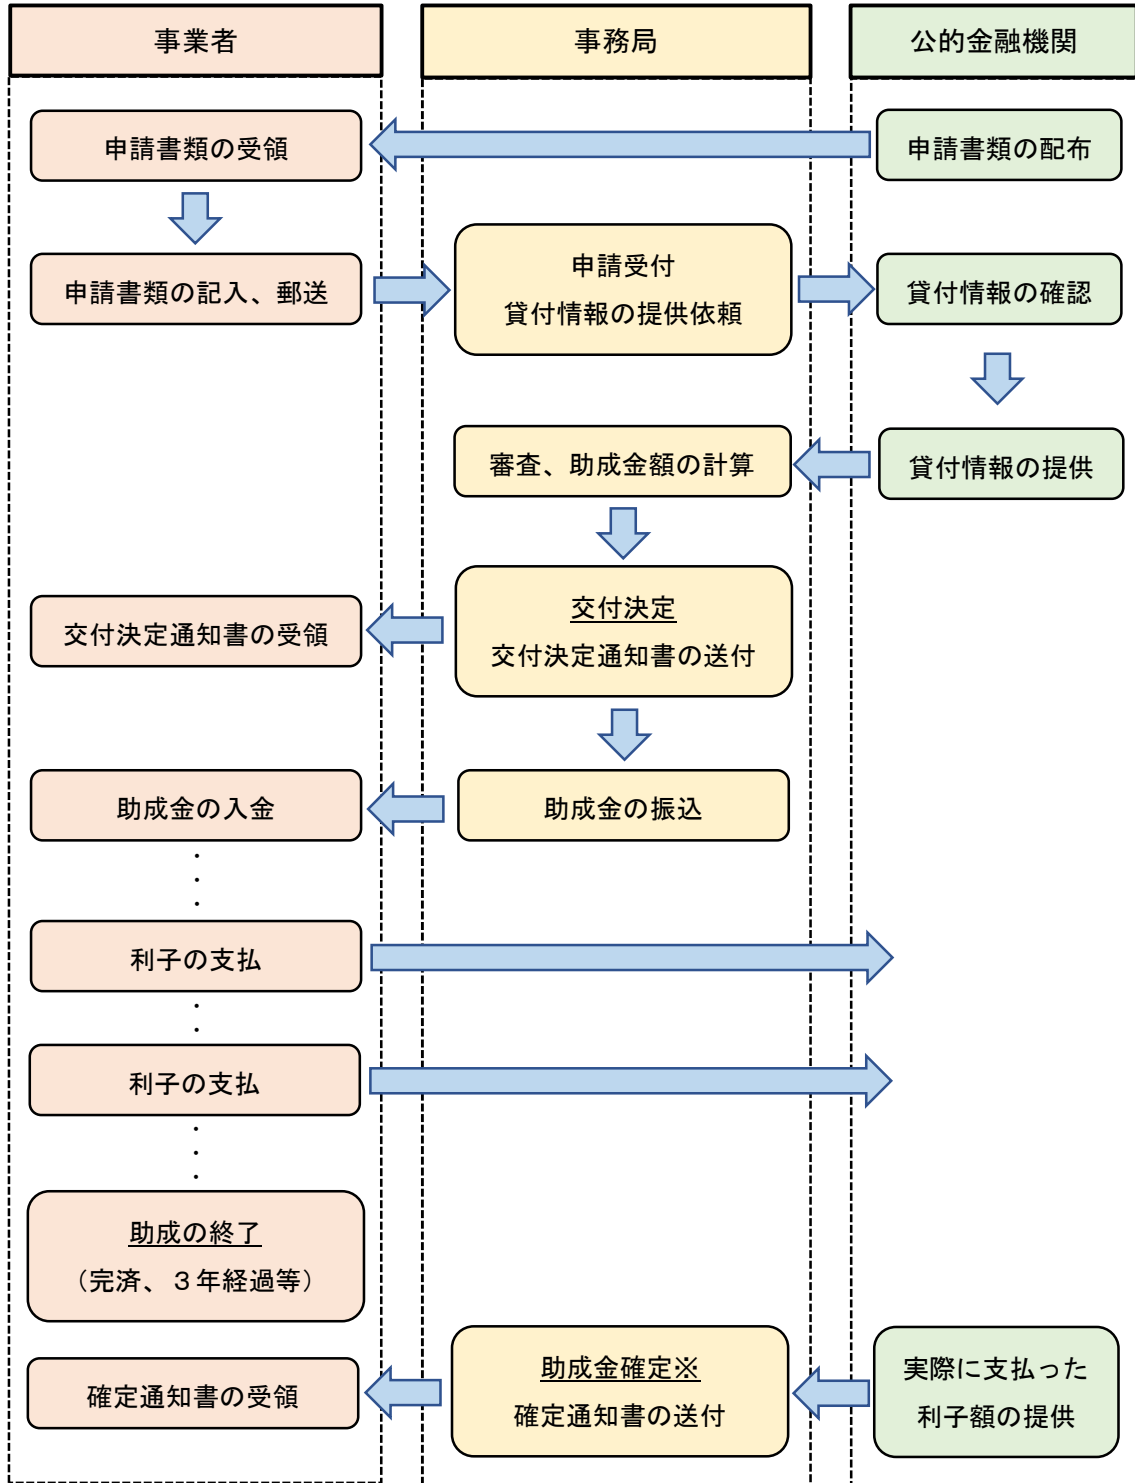 事業者
事務局
公的金融機関
申請書類の受領
申請書類の配布
申請書類の記入、郵送
申請受付
貸付情報の提供依頼
貸付情報の確認
審査、助成金額の計算
貸付情報の提供
交付決定通知書の受領
交付決定
交付決定通知書の送付
助成金の入金
助成金の振込
・
・
・
利子の支払
・
・
利子の支払
・
・
・
助成の終了
（完済、３年経過等）
確定通知書の受領
助成金確定※
確定通知書の送付
実際に支払った
利子額の提供